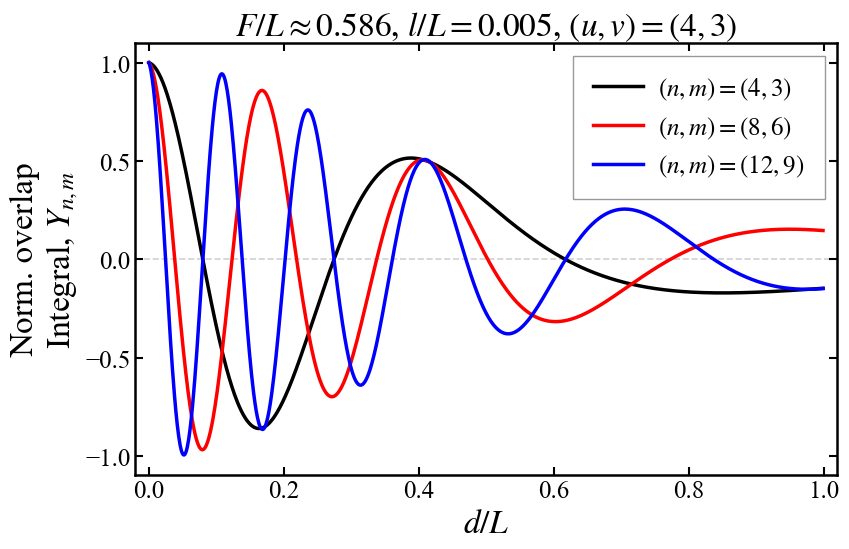 F/L ≈ 0.586, l/L = 0.005, (u, v) = (4, 3)
Norm. overlap
Integral, Y_{n, m}
1.0
0.5
0.0
−0.5
−1.0
(n, m) = (4, 3)
(n, m) = (8, 6)
(n, m) = (12, 9)
0.0 0.2 0.4 0.6 0.8 1.0
d/L